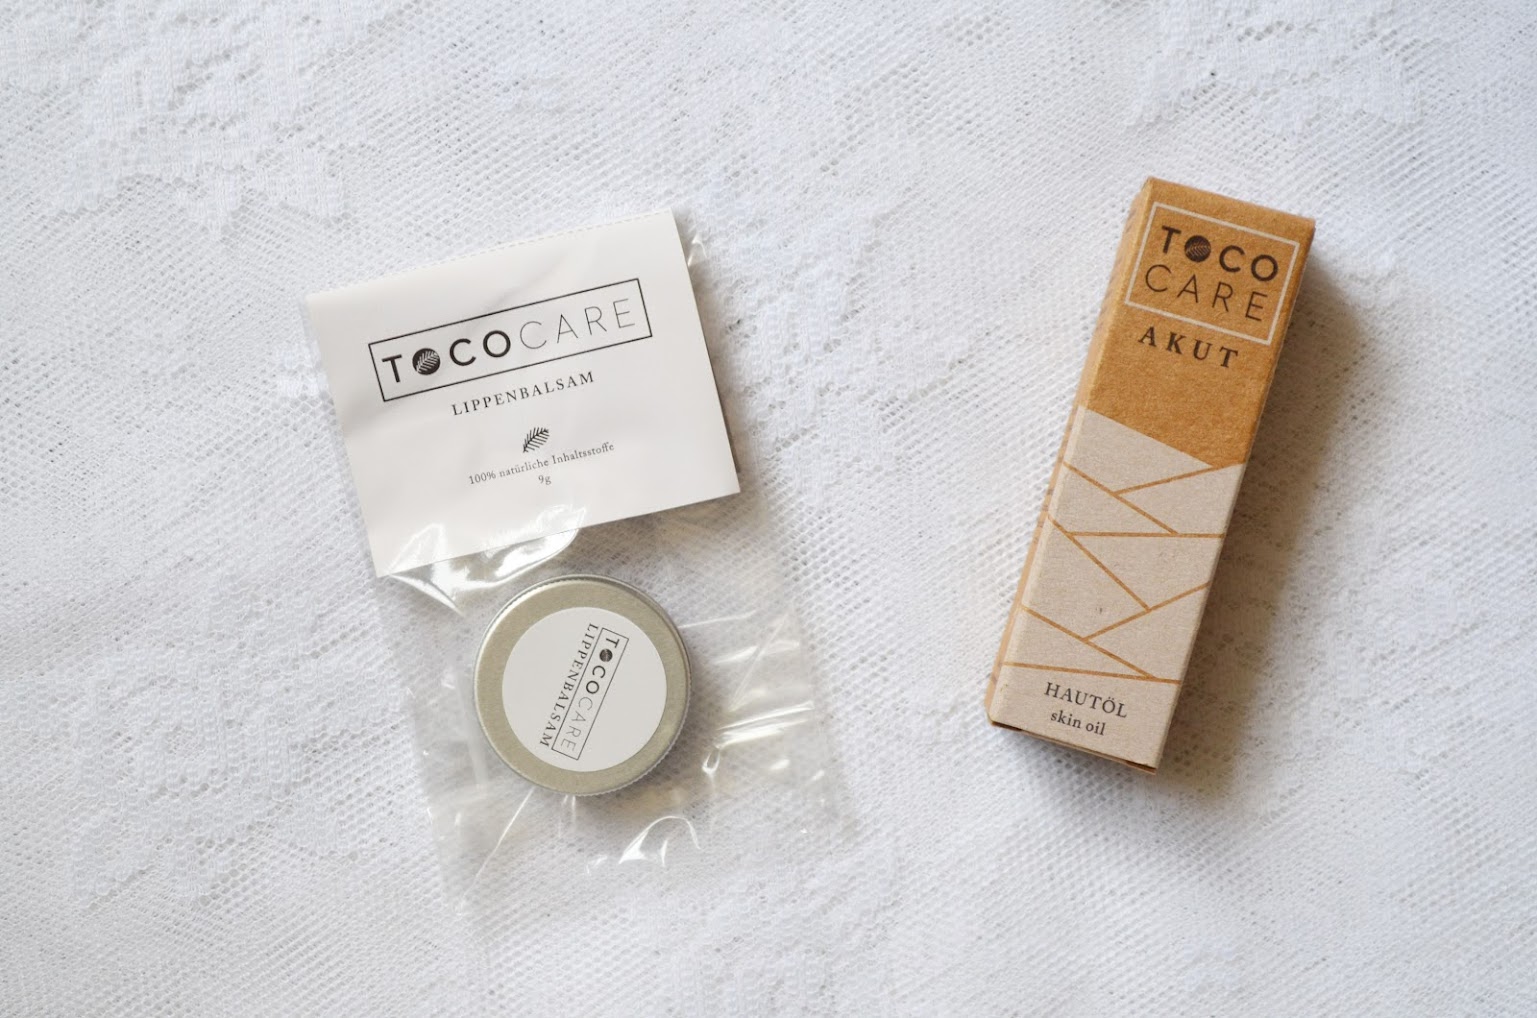 TOCOCARE
LIPPENBALSAM
100% natürliche Inhaltsstoffe
9g
TOCOCARE
LIPPENBALSAM
TOCO
CARE
AKUT
HAUTÖL
skin oil